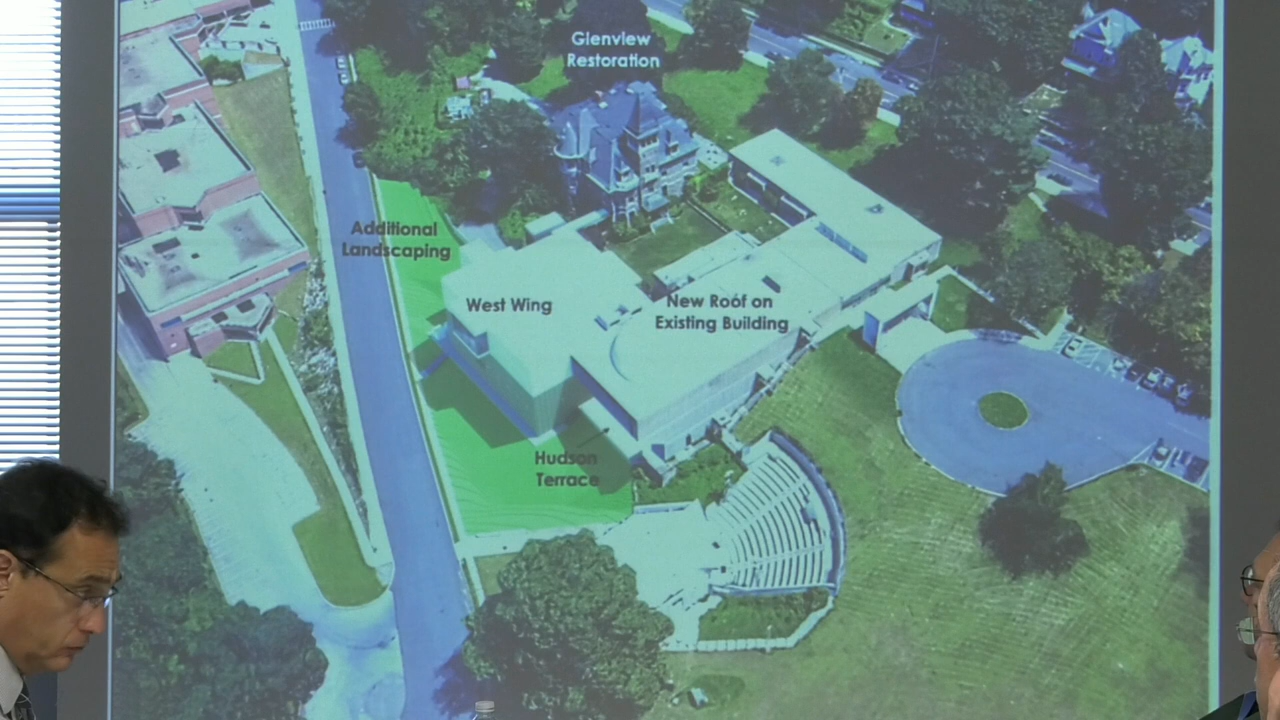 Glenview
Restoration
Additional
Landscaping
West Wing
New Roof on
Existing Building
Hudson
Terrace